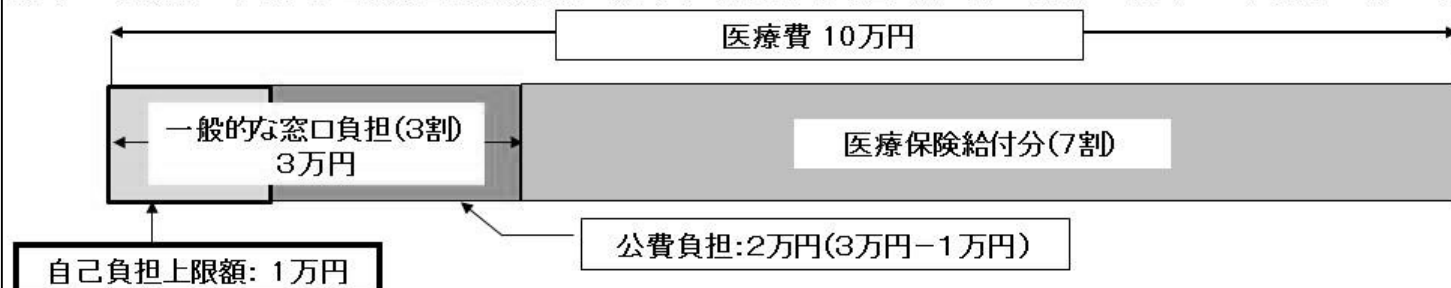 医療費 10万円
一般的な窓口負担(3割)
3万円
医療保険給付分(7割)
公費負担:2万円(3万円-1万円)
自己負担上限額: 1万円